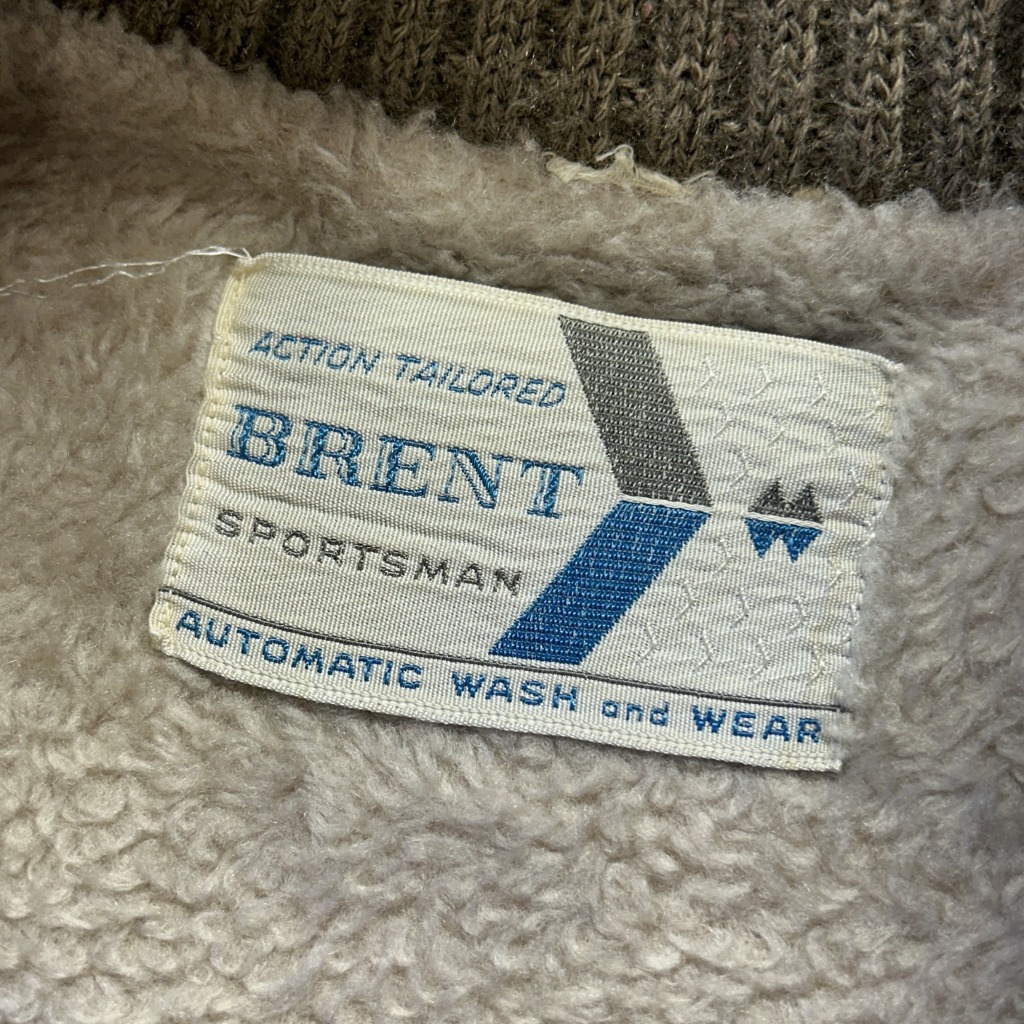 ACTION TAILORED
BRENT
SPORTSMAN
AUTOMATIC WASH and WEAR